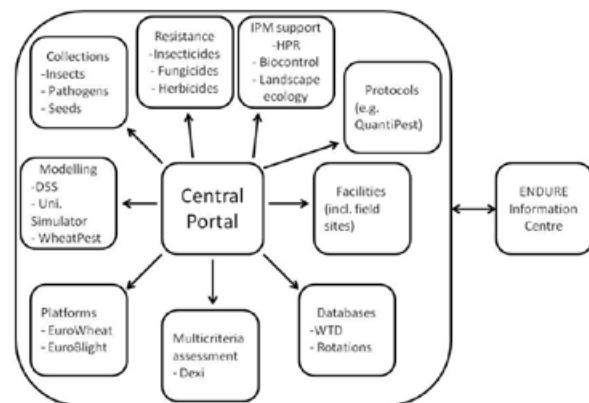 Collections
-Insects
- Pathogens
- Seeds
Resistance
-Insecticides
- Fungicides
- Herbicides
IPM support
-HPR
- Biocontrol
- Landscape
ecology
Protocols
(e.g.
QuantiPest)
Modelling
-DSS
- Uni.
Simulator
- WheatPest
Central
Portal
Facilities
(incl. field
sites)
ENDURE
Information
Centre
Platforms
- EuroWheat
- EuroBlight
Multicriteria
assessment
- Dexi
Databases
-WTD
- Rotations